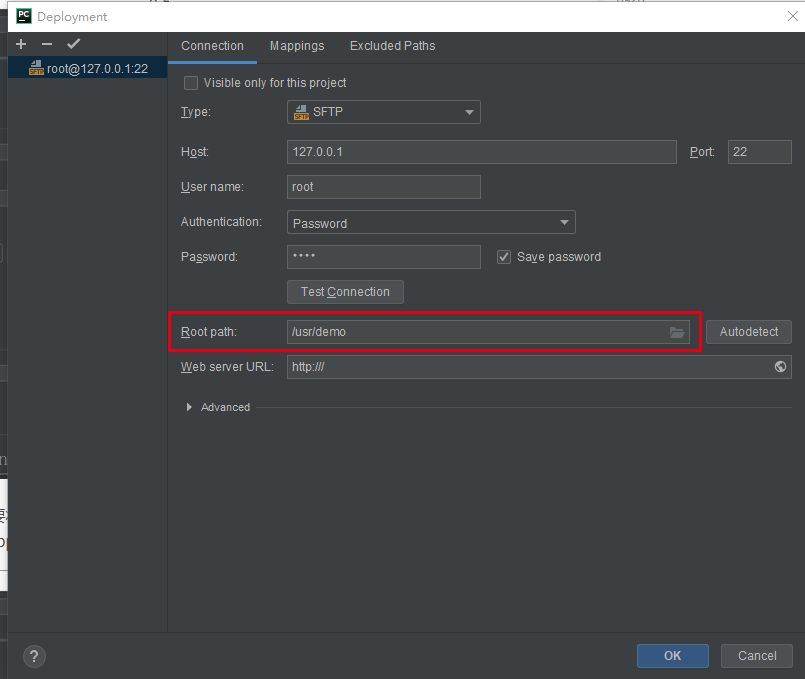 PC
Deployment
Connection Mappings Excluded Paths
SFTP root@127.0.0.1:22
Visible only for this project
Type: SFTP SFTP
Host: 127.0.0.1 Port: 22
User name: root
Authentication: Password
Password: •••• Save password
Test Connection
Root path: /usr/demo Autodetect
Web server URL: http:///
Advanced
? OK Cancel